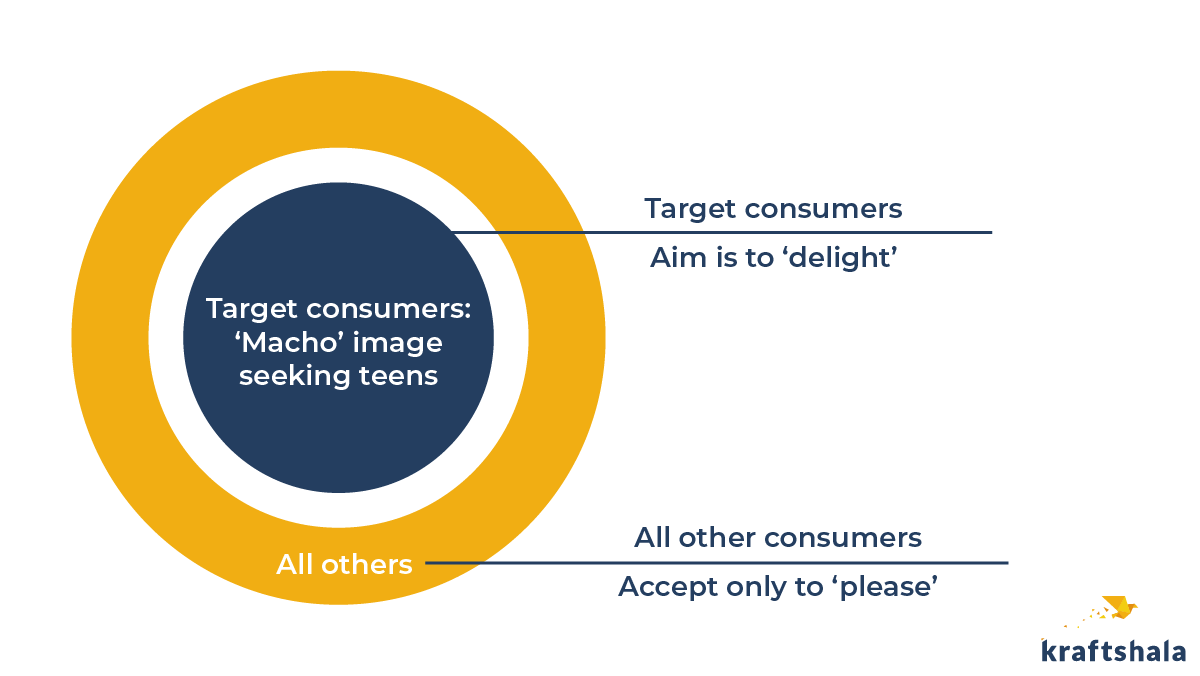 Target consumers
Aim is to ‘delight’
Target consumers:
‘Macho’ image
seeking teens
All others
All other consumers
Accept only to ‘please’
kraftshala